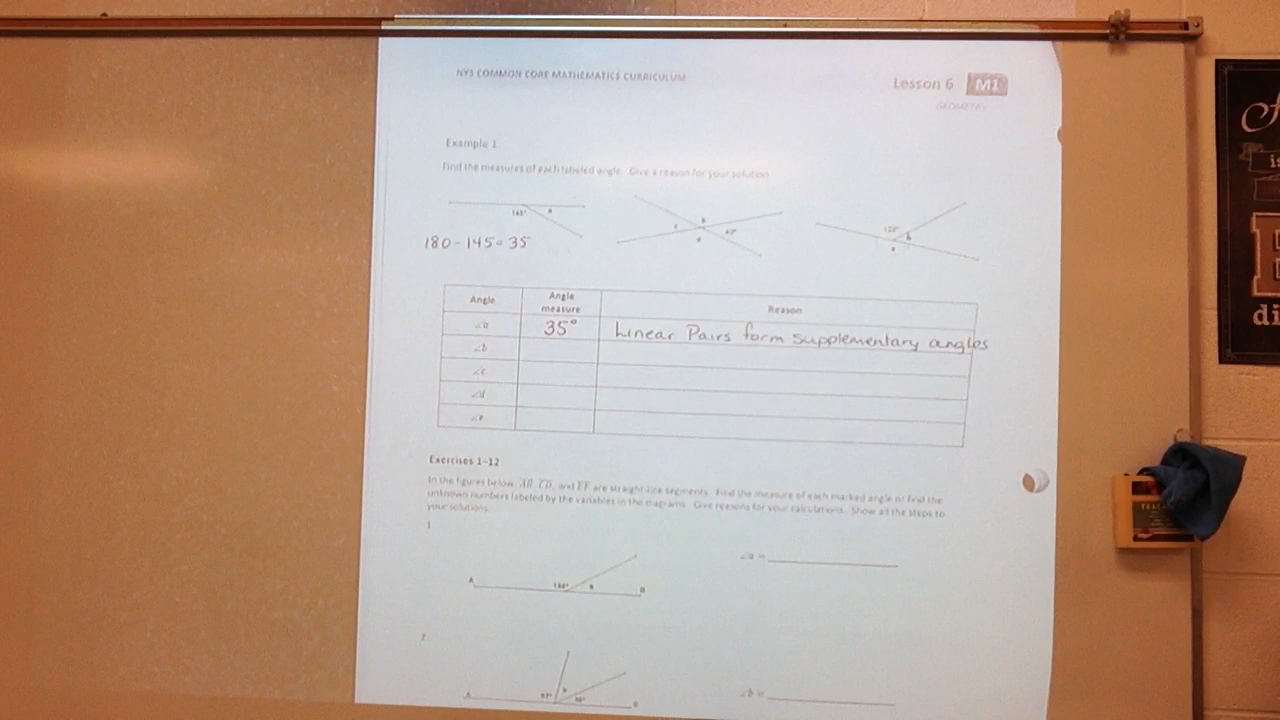 NYS COMMON CORE MATHEMATICS CURRICULUM
Lesson 6 M1
GEOMETRY
Example 1
Find the measures of each labeled angle. Give a reason for your solution
145° a
180 - 145 = 35
Angle Angle measure Reason
∠a 35° Linear Pairs form supplementary angles
∠b
∠c
∠d
∠e
Exercises 1–12
In the figures below, AB, CD, and EF are straight-line segments. Find the measure of each marked angle or find the
unknown numbers labeled by the variables in the diagrams. Give reasons for your calculations. Show all the steps to
your solutions.
1.
∠a =
A a B
2.
∠b =
A b B
di